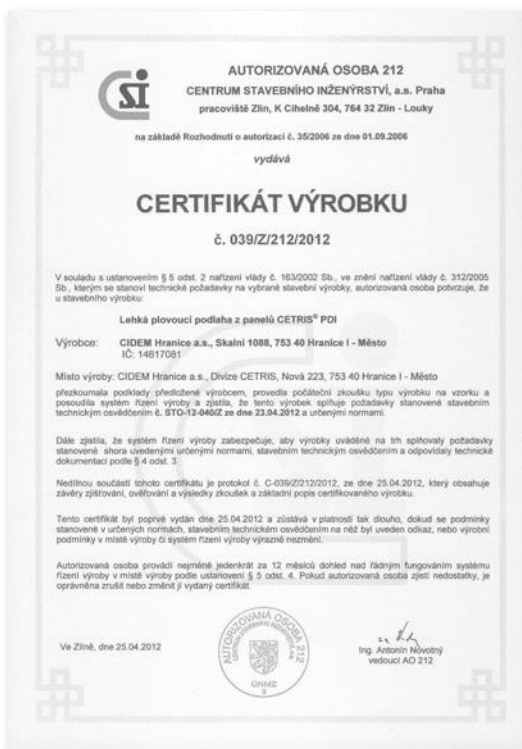 CSI
AUTORIZOVANÁ OSOBA 212
CENTRUM STAVEBNÍHO INŽENÝRSTVÍ, a.s. Praha
pracoviště Zlín, K Cihelně 304, 764 32 Zlín - Louky
na základě Rozhodnutí o autorizaci č. 35/2006 ze dne 01.09.2006
vydává
CERTIFIKÁT VÝROBKU
č. 039/Z/212/2012
V souladu s ustanovením § 5 odst. 2 nařízení vlády č. 163/2002 Sb., ve znění nařízení vlády č. 312/2005
Sb., kterým se stanoví technické požadavky na vybrané stavební výrobky, autorizovaná osoba potvrzuje, že
u stavebního výrobku:
Lehká plovoucí podlaha z panelů CETRIS® PDI
Výrobce: CIDEM Hranice a.s., Skalní 1088, 753 40 Hranice I - Město
IČ: 14617081
Místo výroby: CIDEM Hranice a.s., Divize CETRIS, Nová 223, 753 40 Hranice I - Město
přezkoumala podklady předložené výrobcem, provedla počáteční zkoušku typu výrobku na vzorku a
posoudila systém řízení výroby a zjistila, že tento výrobek splňuje požadavky stanovené stavebním
technickým osvědčením č. STO-12-040/Z ze dne 23.04.2012 a určenými normami.
Dále zjistila, že systém řízení výroby zabezpečuje, aby výrobky uváděné na trh splňovaly požadavky
stanovené shora uvedenými určenými normami, stavebním technickým osvědčením a odpovídaly technické
dokumentaci podle § 4 odst. 3.
Nedílnou součástí tohoto certifikátu je protokol č. C-039/Z/212/2012, ze dne 25.04.2012, který obsahuje
závěry zjišťování, ověřování a výsledky zkoušek a základní popis certifikovaného výrobku.
Tento certifikát byl poprvé vydán dne 25.04.2012 a zůstává v platnosti tak dlouho, dokud se podmínky
stanovené v určených normách, stavebním technickém osvědčením na něž byl uveden odkaz, nebo výrobní
podmínky v místě výroby či systém řízení výroby výrazně nezmění.
Autorizovaná osoba provádí nejméně jedenkrát za 12 měsíců dohled nad řádným fungováním systému
řízení výroby v místě výroby podle ustanovení § 5 odst. 4. Pokud autorizovaná osoba zjistí nedostatky, je
oprávněna zrušit nebo změnit jí vydaný certifikát.
AUTORIZOVANÁ OSOBA 212
ÚNMZ
3
Ve Zlíně, dne 25.04.2012
Ing. Antonín Novotný
vedoucí AO 212